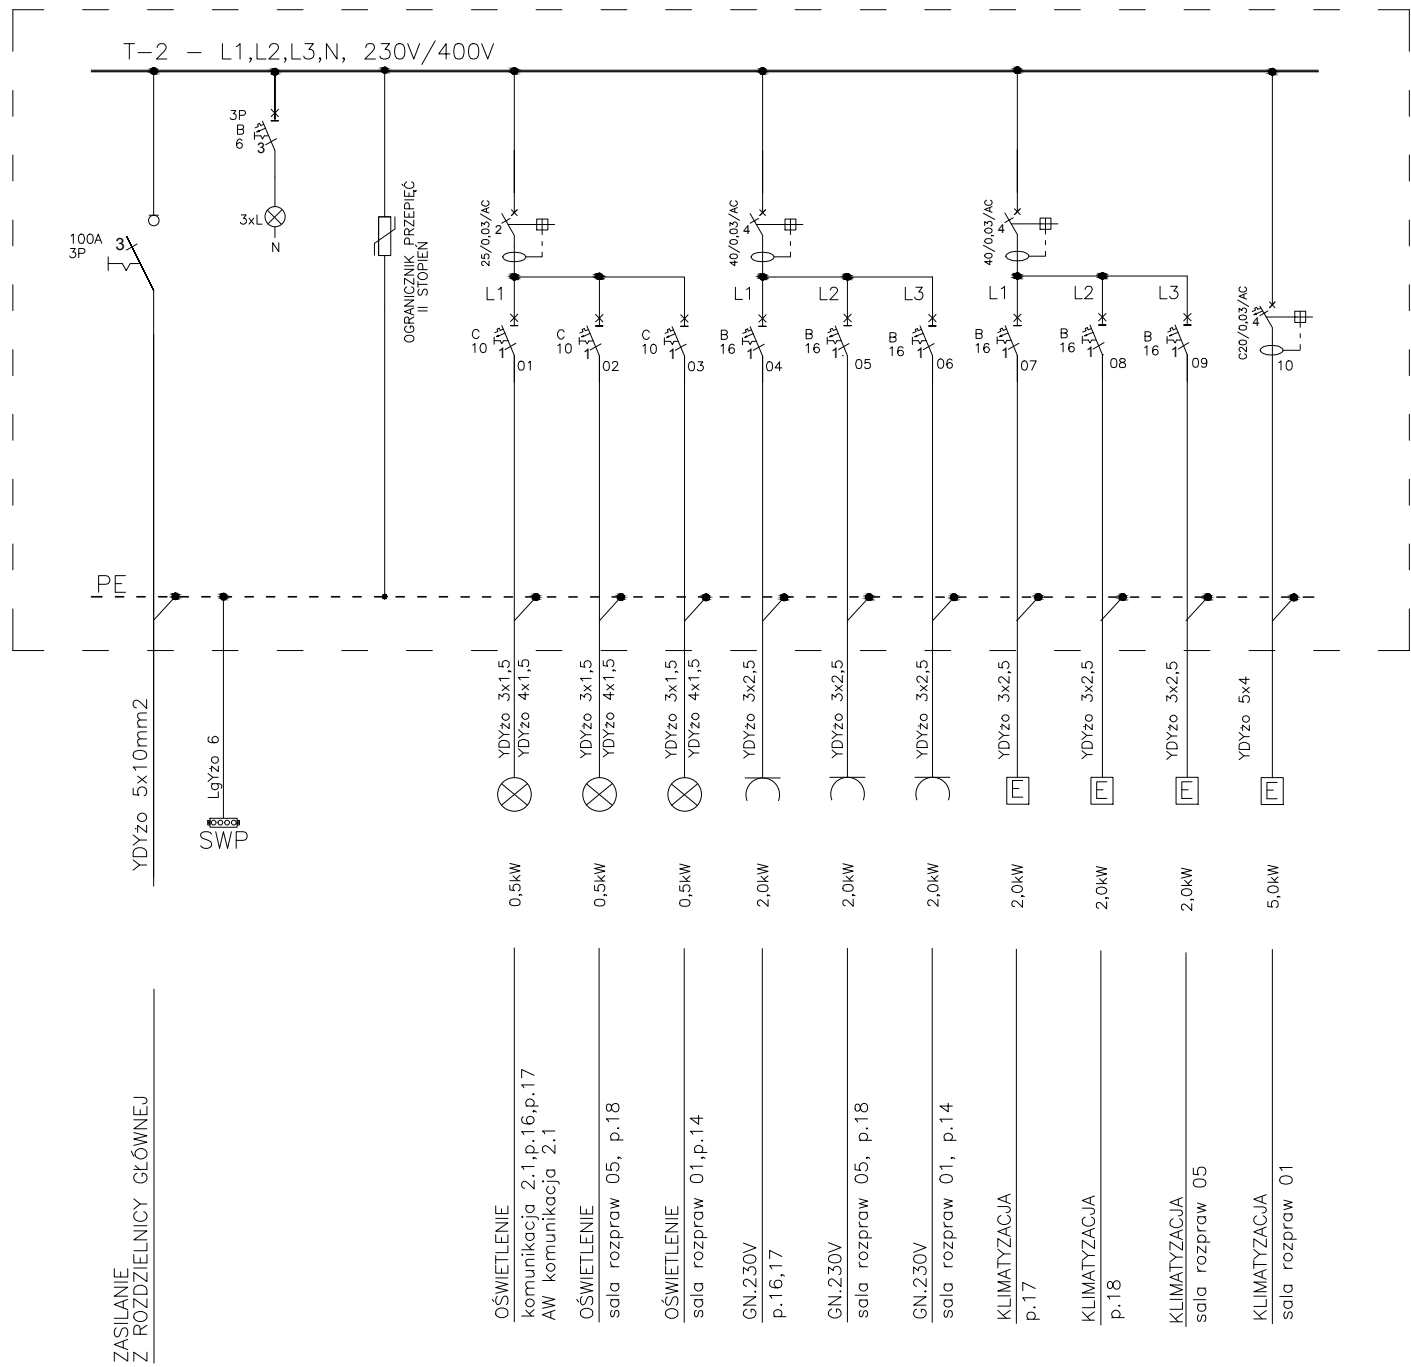 T-2 - L1,L2,L3,N, 230V/400V
3P
B
6
3
3xL
N
100A
3P
3
OGRANICZNIK PRZEPIĘĆ
II STOPIEŃ
25/0,03/AC
2
40/0,03/AC
4
40/0,03/AC
4
C20/0,03/AC
4
10
L1
L1
L2
L3
L1
L2
L3
C
10
1
01
C
10
1
02
C
10
1
03
B
16
1
04
B
16
1
05
B
16
1
06
B
16
1
07
B
16
1
08
B
16
1
09
PE
YDYżo 5x10mm2
LgYżo 6
SWP
YDYżo 3x1,5
YDYżo 4x1,5
YDYżo 3x1,5
YDYżo 4x1,5
YDYżo 3x1,5
YDYżo 4x1,5
YDYżo 3x2,5
YDYżo 3x2,5
YDYżo 3x2,5
YDYżo 3x2,5
YDYżo 3x2,5
YDYżo 3x2,5
YDYżo 5x4
E
E
E
E
0,5kW
0,5kW
0,5kW
2,0kW
2,0kW
2,0kW
2,0kW
2,0kW
2,0kW
5,0kW
ZASILANIE
Z ROZDZIELNICY GŁÓWNEJ
OŚWIETLENIE
komunikacja 2.1,p.16,p.17
AW komunikacja 2.1
OŚWIETLENIE
sala rozpraw 05, p.18
OŚWIETLENIE
sala rozpraw 01,p.14
GN.230V
p.16,17
GN.230V
sala rozpraw 05, p.18
GN.230V
sala rozpraw 01, p.14
KLIMATYZACJA
p.17
KLIMATYZACJA
p.18
KLIMATYZACJA
sala rozpraw 05
KLIMATYZACJA
sala rozpraw 01